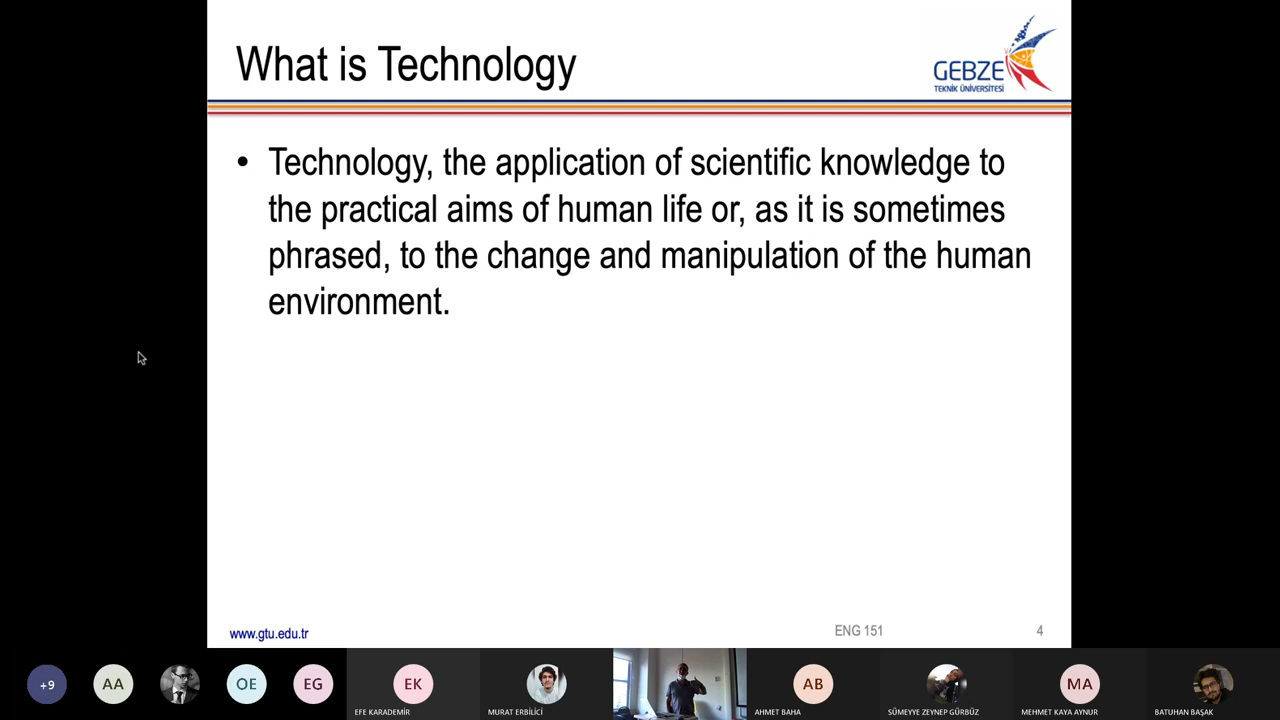 What is Technology
GEBZE
TEKNİK ÜNİVERSİTESİ
• Technology, the application of scientific knowledge to
the practical aims of human life or, as it is sometimes
phrased, to the change and manipulation of the human
environment.
www.gtu.edu.tr
ENG 151
4
+9
AA
OE
EG
EK
AB
MA
EFE KARADEMİR
MURAT ERBİLİCİ
AHMET BAHA
SÜMEYYE ZEYNEP GÜRBÜZ
MEHMET KAYA AYNUR
BATUHAN BAŞAK